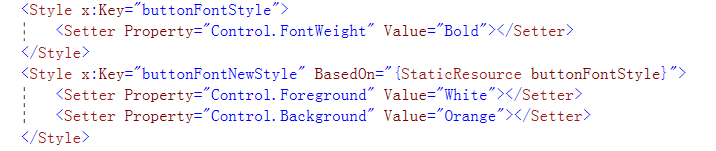 <Style x:Key="buttonFontStyle">
<Setter Property="Control.FontWeight" Value="Bold"></Setter>
</Style>
<Style x:Key="buttonFontNewStyle" BasedOn="{StaticResource buttonFontStyle}">
<Setter Property="Control.Foreground" Value="White"></Setter>
<Setter Property="Control.Background" Value="Orange"></Setter>
</Style>